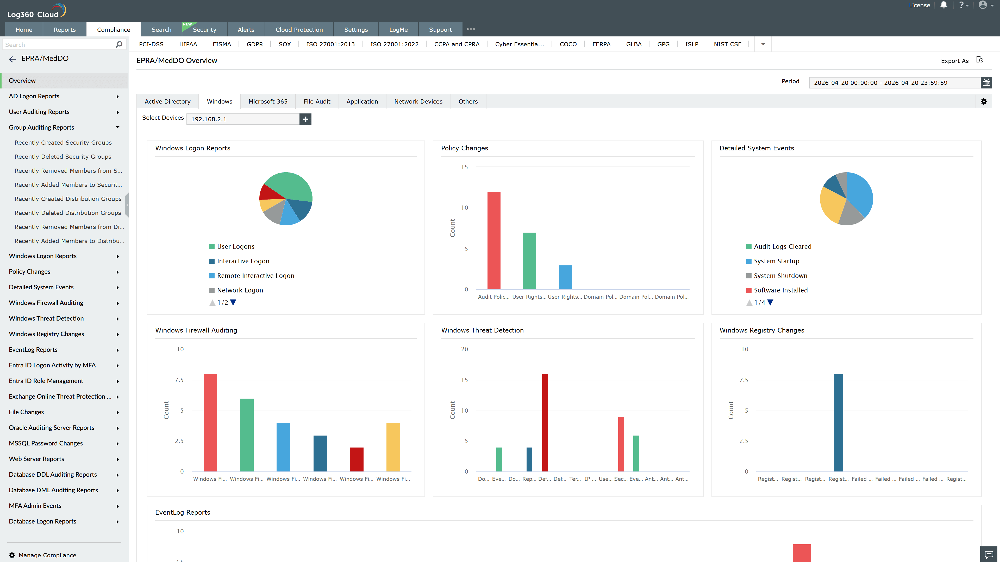 Log360 Cloud
License
?
Home
Reports
Compliance
Search
NEW
Security
Alerts
Cloud Protection
Settings
LogMe
Support
Search
PCI-DSS
HIPAA
FISMA
GDPR
SOX
ISO 27001:2013
ISO 27001:2022
CCPA and CPRA
Cyber Essentia...
COCO
FERPA
GLBA
GPG
ISLP
NIST CSF
EPRA/MedDO
Overview
AD Logon Reports
User Auditing Reports
Group Auditing Reports
Recently Created Security Groups
Recently Deleted Security Groups
Recently Removed Members from S...
Recently Added Members to Securit...
Recently Created Distribution Groups
Recently Deleted Distribution Groups
Recently Removed Members from Di...
Recently Added Members to Distribu...
Windows Logon Reports
Policy Changes
Detailed System Events
Windows Firewall Auditing
Windows Threat Detection
Windows Registry Changes
EventLog Reports
Entra ID Logon Activity by MFA
Entra ID Role Management
Exchange Online Threat Protection ...
File Changes
Oracle Auditing Server Reports
MSSQL Password Changes
Web Server Reports
Database DDL Auditing Reports
Database DML Auditing Reports
MFA Admin Events
Database Logon Reports
Manage Compliance
EPRA/MedDO Overview
Export As
Period
2026-04-20 00:00:00 - 2026-04-20 23:59:59
Active Directory
Windows
Microsoft 365
File Audit
Application
Network Devices
Others
Select Devices
192.168.2.1
Windows Logon Reports
User Logons
Interactive Logon
Remote Interactive Logon
Network Logon
1/2
Policy Changes
15
10
5
0
Count
Audit Polic...
User Rights...
User Rights...
Domain Pol...
Domain Pol...
Domain Pol...
Detailed System Events
Audit Logs Cleared
System Startup
System Shutdown
Software Installed
1/4
Windows Firewall Auditing
10
7.5
5
2.5
0
Count
Windows Fi...
Windows Fi...
Windows Fi...
Windows Fi...
Windows Fi...
Windows Fi...
Windows Threat Detection
20
15
10
5
0
Count
Do...
Eve...
Do...
Rep...
Def...
Def...
Ter...
IP ...
Use...
Sec...
Eve...
Ant...
Ant...
Ant...
Windows Registry Changes
10
7.5
5
2.5
0
Count
Regist...
Regist...
Regist...
Regist...
Failed ...
Failed ...
Failed ...
Failed ...
Regist...
EventLog Reports
10
7.5